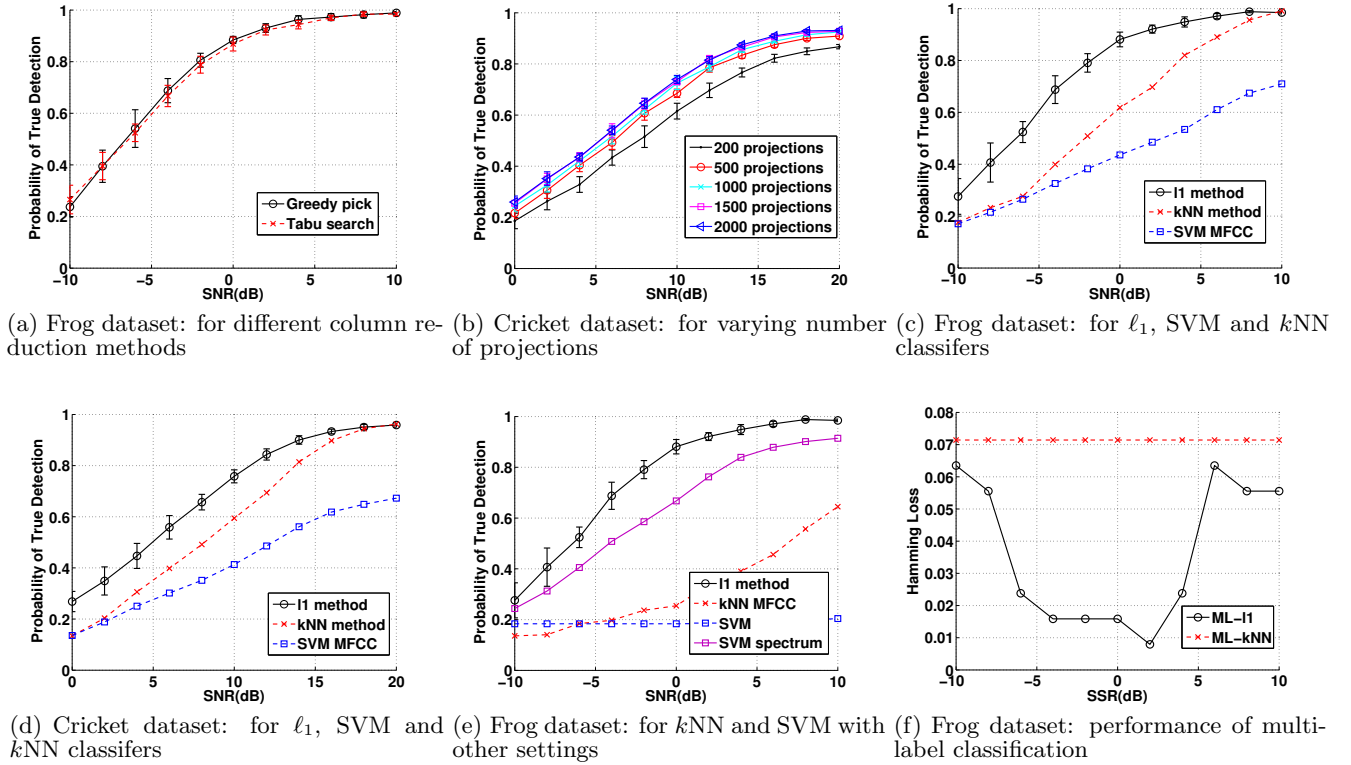 Probability of True Detection
1
0.8
0.6
0.4
0.2
0
−10
−5
0
5
10
SNR(dB)
Greedy pick
Tabu search
(a) Frog dataset: for different column re-
duction methods
Probability of True Detection
1
0.8
0.6
0.4
0.2
0
0
5
10
15
20
SNR(dB)
200 projections
500 projections
1000 projections
1500 projections
2000 projections
(b) Cricket dataset: for varying number
of projections
Probability of True Detection
1
0.8
0.6
0.4
0.2
0
−10
−5
0
5
10
SNR(dB)
l1 method
kNN method
SVM MFCC
(c) Frog dataset: for ℓ1, SVM and kNN
classifers
Probability of True Detection
1
0.8
0.6
0.4
0.2
0
0
5
10
15
20
SNR(dB)
l1 method
kNN method
SVM MFCC
(d) Cricket dataset: for ℓ1, SVM and
kNN classifers
Probability of True Detection
1
0.8
0.6
0.4
0.2
0
−10
−5
0
5
10
SNR(dB)
l1 method
kNN MFCC
SVM
SVM spectrum
(e) Frog dataset: for kNN and SVM with
other settings
Hamming Loss
0.08
0.07
0.06
0.05
0.04
0.03
0.02
0.01
0
−10
−5
0
5
10
SSR(dB)
ML−l1
ML−kNN
(f) Frog dataset: performance of multi-
label classification